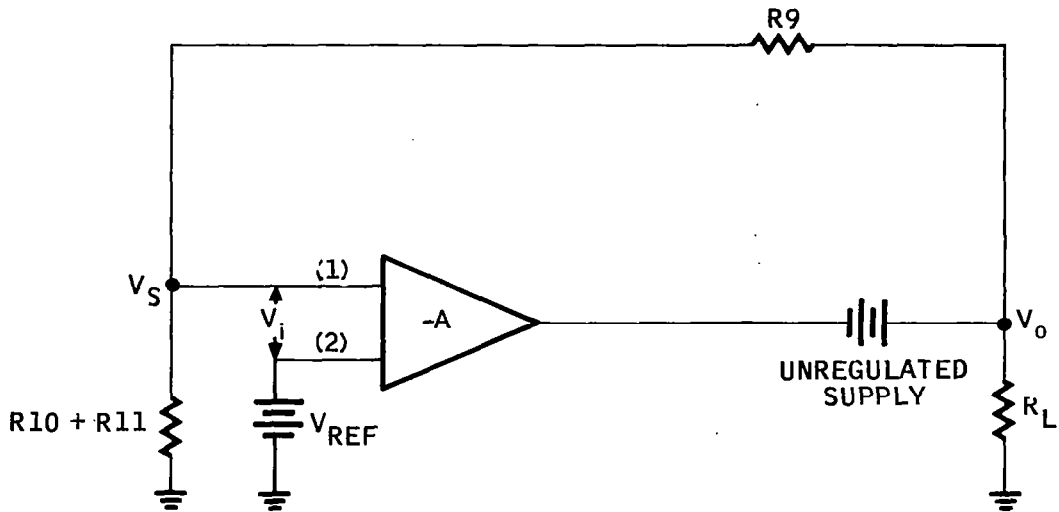 R9
V_S
(1)
V_i
(2)
-A
V_o
UNREGULATED
SUPPLY
R10 + R11
V_REF
R_L